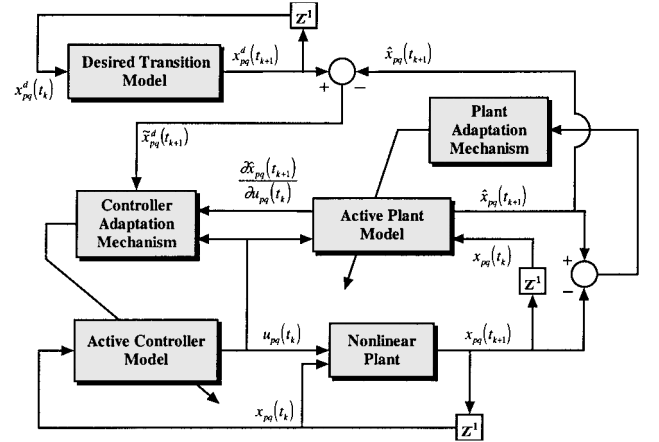 Z⁻¹
Desired Transition
Model
x^d_pq(t_k+1)
x̂_pq(t_k+1)
x^d_pq(t_k)
+
−
Plant
Adaptation
Mechanism
x̃^d_pq(t_k+1)
∂x̂_pq(t_k+1)
∂u_pq(t_k)
Controller
Adaptation
Mechanism
Active Plant
Model
x̂_pq(t_k+1)
x_pq(t_k)
+
−
Z⁻¹
Active Controller
Model
u_pq(t_k)
Nonlinear
Plant
x_pq(t_k+1)
x_pq(t_k)
Z⁻¹